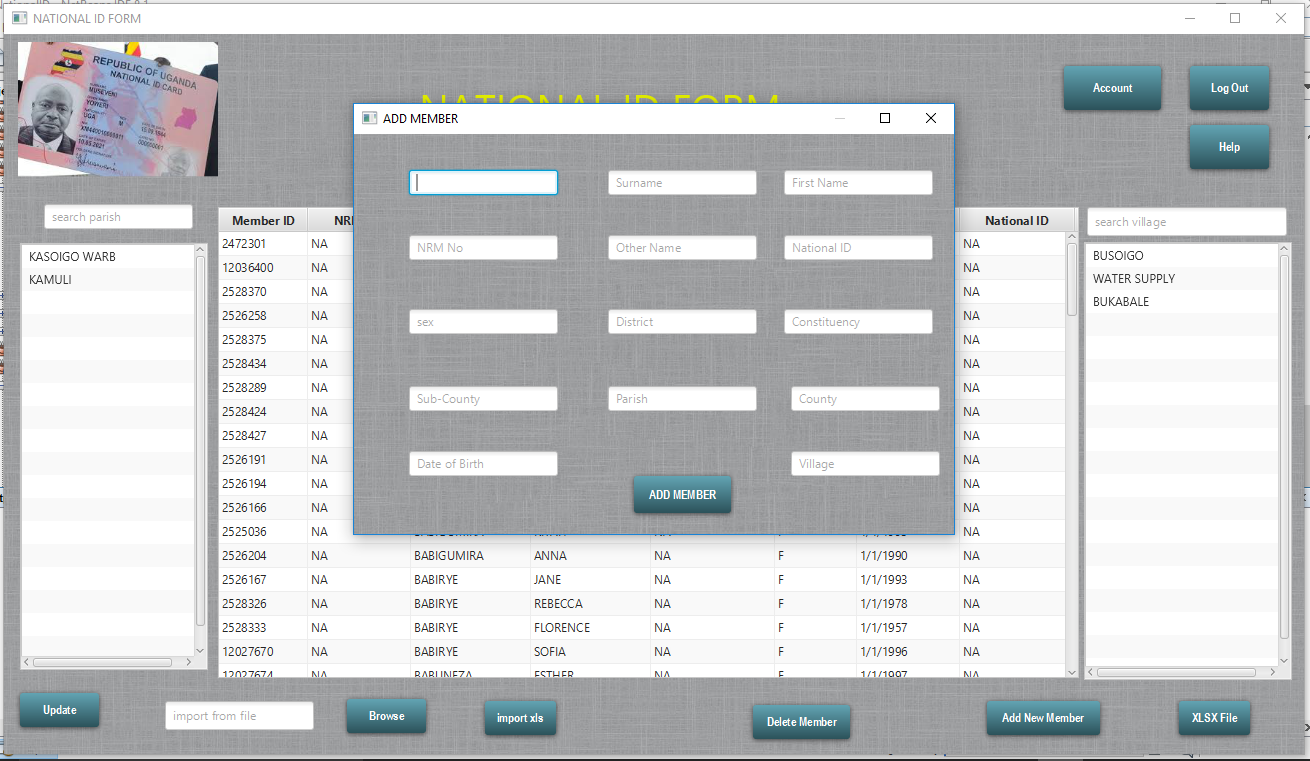 NATIONAL ID FORM
REPUBLIC OF UGANDA
NATIONAL ID CARD
MUSEVENI
YOWERI
UGA M
10.05.2021
NATIONAL ID FORM
Account
Log Out
Help
ADD MEMBER
Surname
First Name
NRM No
Other Name
National ID
sex
District
Constituency
Sub-County
Parish
County
Date of Birth
Village
ADD MEMBER
search parish
KASOIGO WARB
KAMULI
Member ID National ID
2472301 NA NA
12036400 NA NA
2528370 NA NA
2526258 NA NA
2528375 NA NA
2528434 NA NA
2528289 NA NA
2528424 NA NA
2528427 NA NA
2526191 NA NA
2526194 NA NA
2526166 NA NA
2525036 NA NA
2526204 NA BABIGUMIRA ANNA NA F 1/1/1990 NA
2526167 NA BABIRYE JANE NA F 1/1/1993 NA
2528326 NA BABIRYE REBECCA NA F 1/1/1978 NA
2528333 NA BABIRYE FLORENCE NA F 1/1/1957 NA
12027670 NA BABIRYE SOFIA NA F 1/1/1996 NA
12027674 NA BABUNEZA ESTHER NA F 1/1/1997 NA
search village
BUSOIGO
WATER SUPPLY
BUKABALE
Update
import from file
Browse
import xls
Delete Member
Add New Member
XLSX File